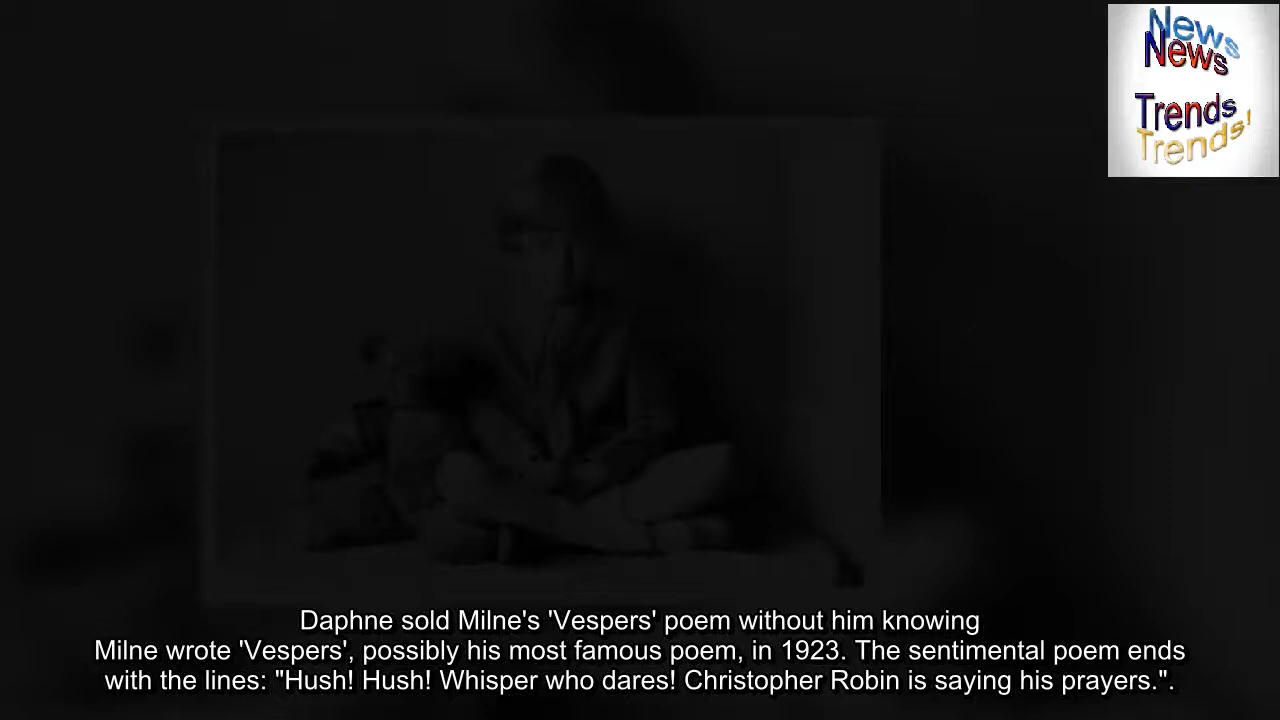 News
News
Trends
Trends!
Daphne sold Milne's 'Vespers' poem without him knowing
Milne wrote 'Vespers', possibly his most famous poem, in 1923. The sentimental poem ends
with the lines: "Hush! Hush! Whisper who dares! Christopher Robin is saying his prayers.".